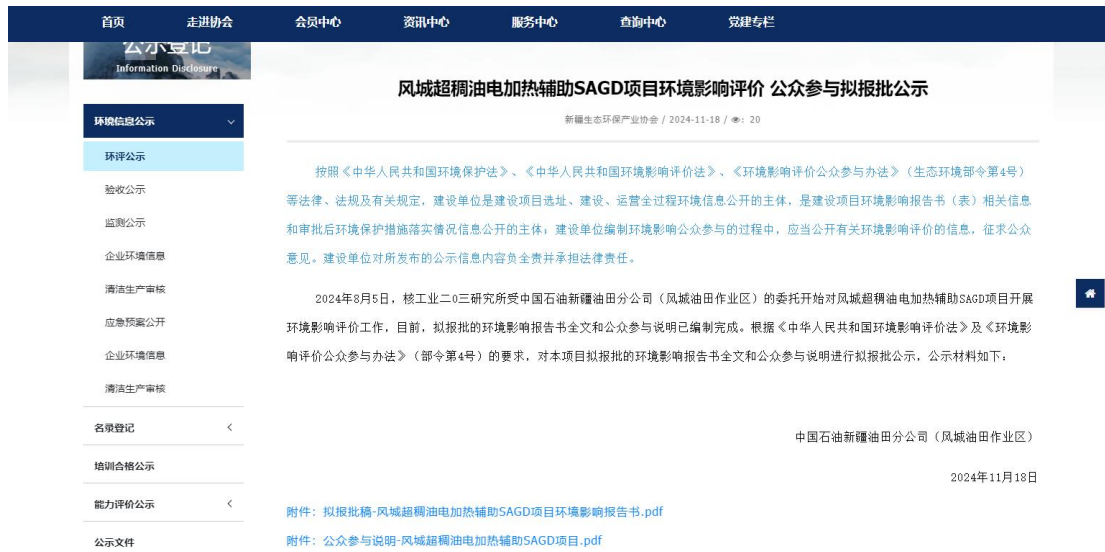 首页 走进协会 会员中心 资讯中心 服务中心 查询中心 党建专栏
公示登记
Information Disclosure
环境信息公示
环评公示
验收公示
监测公示
企业环境信息
清洁生产审核
应急预案公开
企业环境信息
清洁生产审核
名录登记
培训合格公示
能力评价公示
公示文件
风城超稠油电加热辅助SAGD项目环境影响评价 公众参与拟报批公示
新疆生态环保产业协会 / 2024-11-18 / : 20
按照《中华人民共和国环境保护法》、《中华人民共和国环境影响评价法》、《环境影响评价公众参与办法》（生态环境部令第4号）
等法律、法规及有关规定，建设单位是建设项目选址、建设、运营全过程环境信息公开的主体，是建设项目环境影响报告书（表）相关信息
和审批后环境保护措施落实情况信息公开的主体；建设单位编制环境影响公众参与的过程中，应当公开有关环境影响评价的信息，征求公众
意见。建设单位对所发布的公示信息内容负全责并承担法律责任。
2024年8月5日，核工业二0三研究所受中国石油新疆油田分公司（风城油田作业区）的委托开始对风城超稠油电加热辅助SAGD项目开展
环境影响评价工作，目前，拟报批的环境影响报告书全文和公众参与说明已编制完成。根据《中华人民共和国环境影响评价法》及《环境影
响评价公众参与办法》（部令第4号）的要求，对本项目拟报批的环境影响报告书全文和公众参与说明进行拟报批公示，公示材料如下：
中国石油新疆油田分公司（风城油田作业区）
2024年11月18日
附件：拟报批稿-风城超稠油电加热辅助SAGD项目环境影响报告书.pdf
附件：公众参与说明-风城超稠油电加热辅助SAGD项目.pdf